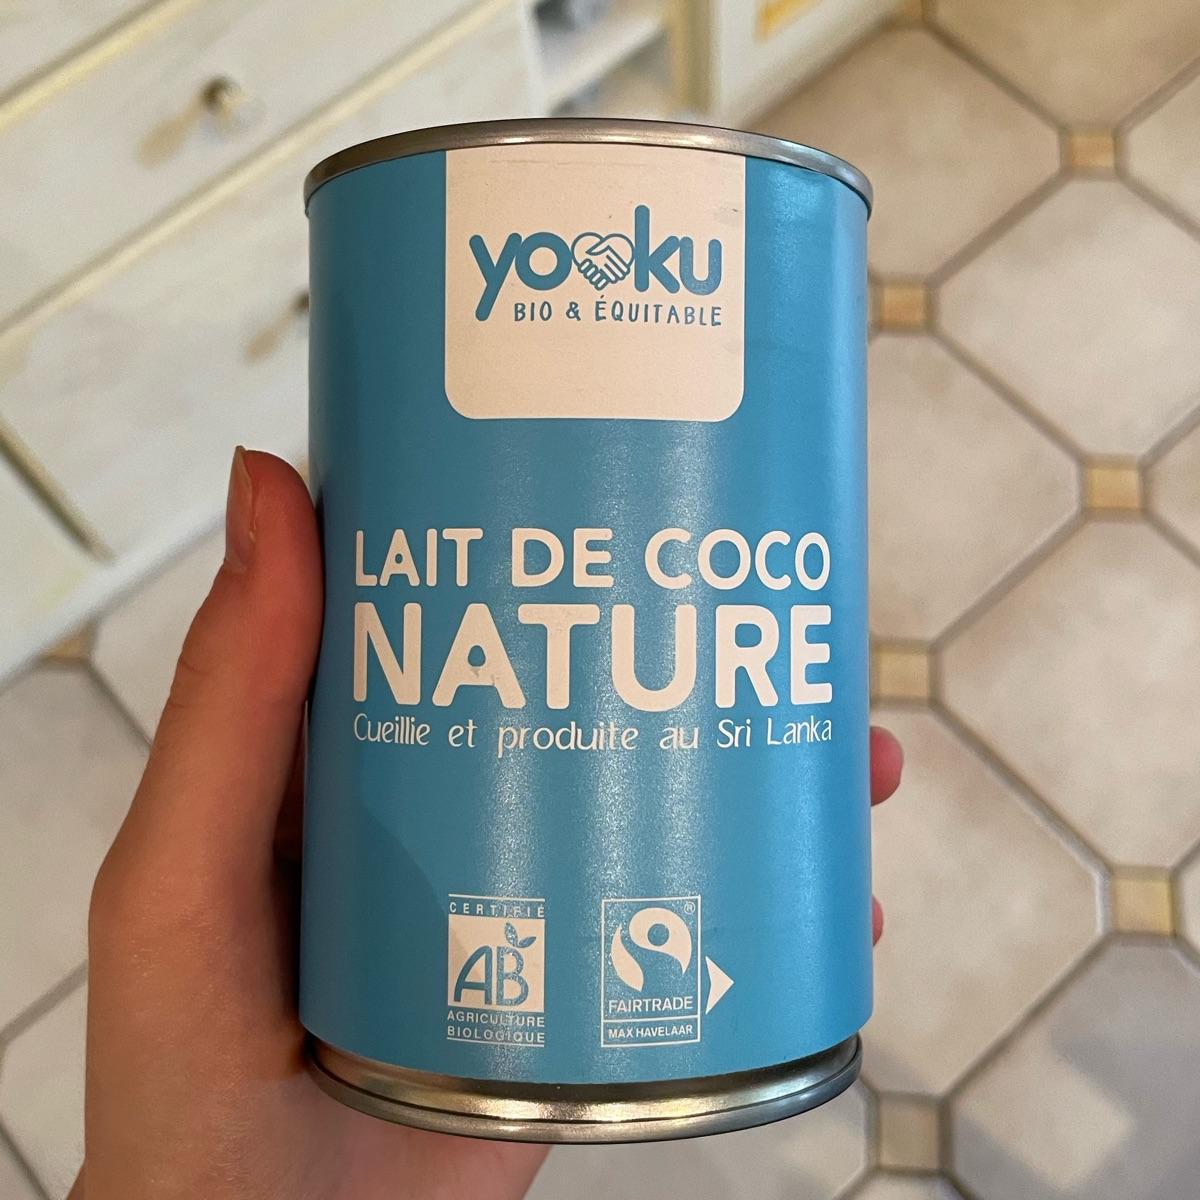 yooku
BIO & ÉQUITABLE
LAIT DE COCO
NATURE
Cueillie et produite au Sri Lanka
CERTIFIÉ
AB
AGRICULTURE
BIOLOGIQUE
®
FAIRTRADE
MAX HAVELAAR